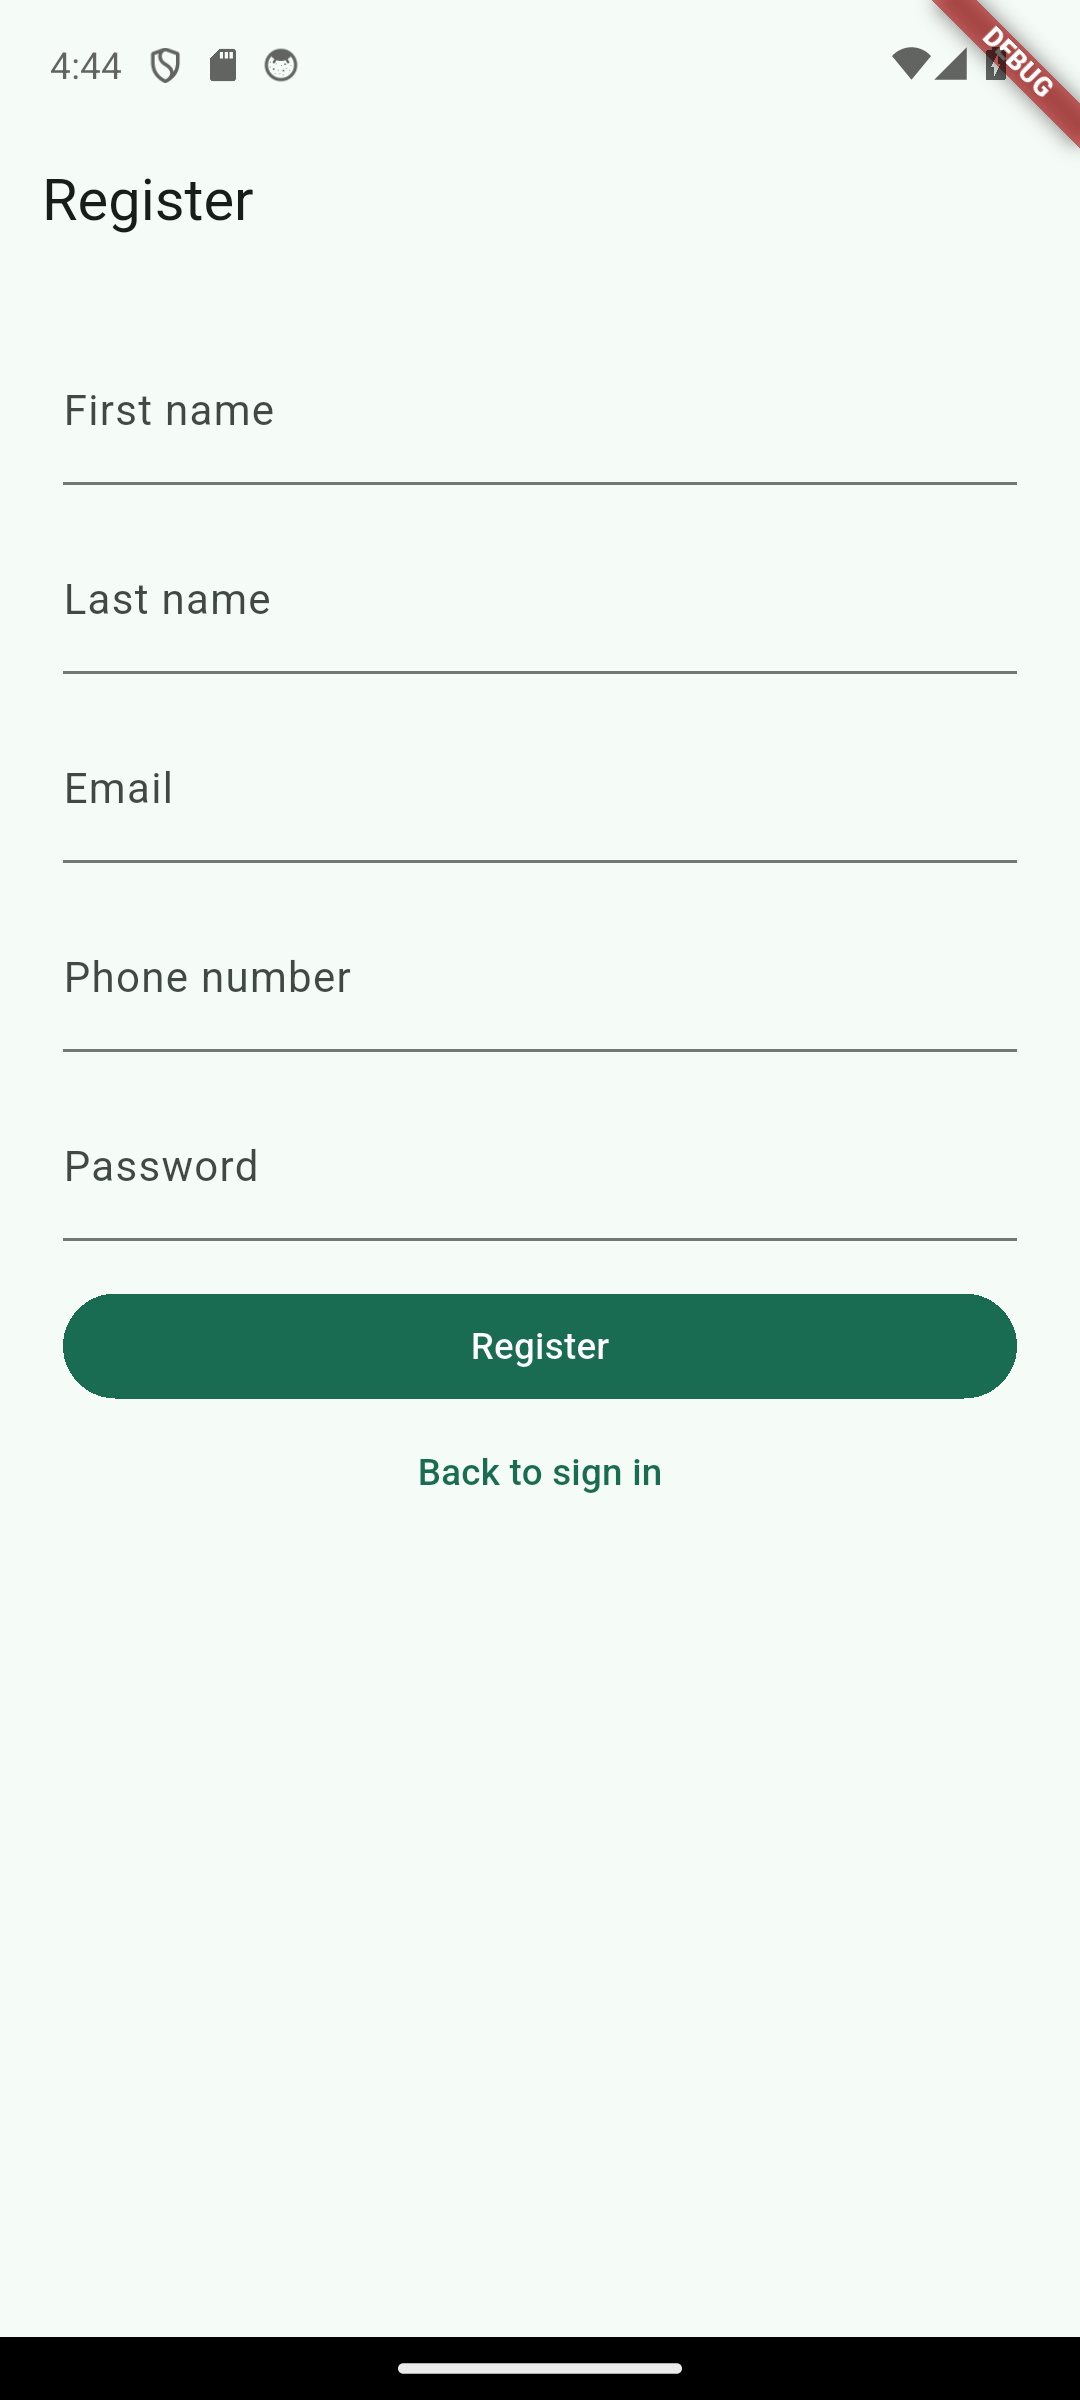 4:44
DEBUG
Register
First name
Last name
Email
Phone number
Password
Register
Back to sign in